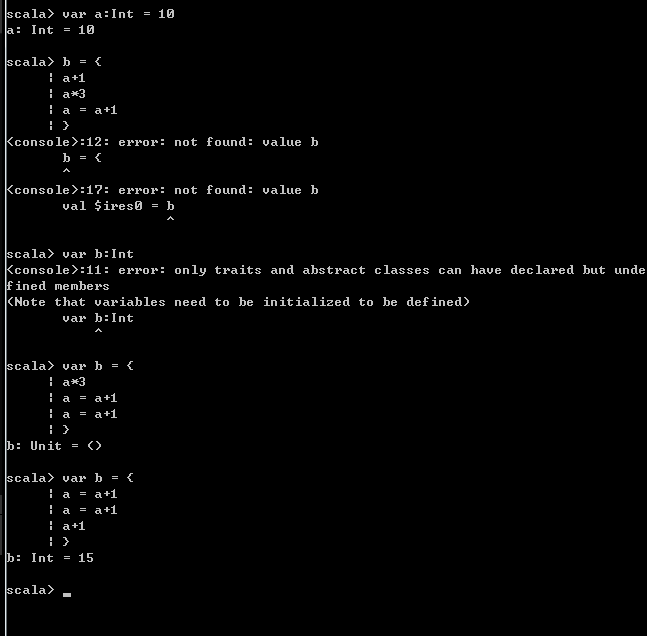 scala> var a:Int = 10
a: Int = 10
scala> b = {
| a+1
| a*3
| a = a+1
| }
<console>:12: error: not found: value b
b = {
^
<console>:17: error: not found: value b
val $ires0 = b
^
scala> var b:Int
<console>:11: error: only traits and abstract classes can have declared but unde
fined members
(Note that variables need to be initialized to be defined)
var b:Int
^
scala> var b = {
| a*3
| a = a+1
| a = a+1
| }
b: Unit = ()
scala> var b = {
| a = a+1
| a = a+1
| a+1
| }
b: Int = 15
scala> _